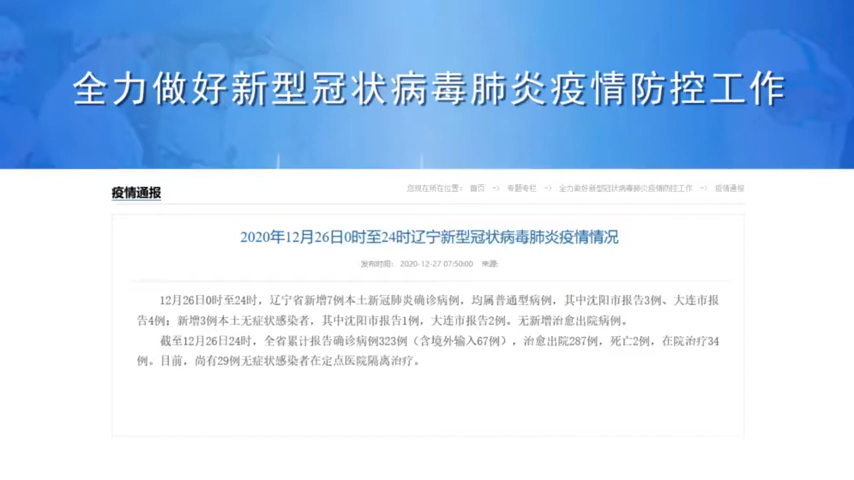 全力做好新型冠状病毒肺炎疫情防控工作
疫情通报
您现在所在位置： 首页 -> 专题专栏 -> 全力做好新型冠状病毒肺炎疫情防控工作 -> 疫情通报
2020年12月26日0时至24时辽宁新型冠状病毒肺炎疫情情况
发布时间： 2020-12-27 07:50:00 来源:
12月26日0时至24时，辽宁省新增7例本土新冠肺炎确诊病例，均属普通型病例，其中沈阳市报告3例、大连市报
告4例；新增3例本土无症状感染者，其中沈阳市报告1例，大连市报告2例。无新增治愈出院病例。
截至12月26日24时，全省累计报告确诊病例323例（含境外输入67例），治愈出院287例，死亡2例，在院治疗34
例。目前，尚有29例无症状感染者在定点医院隔离治疗。